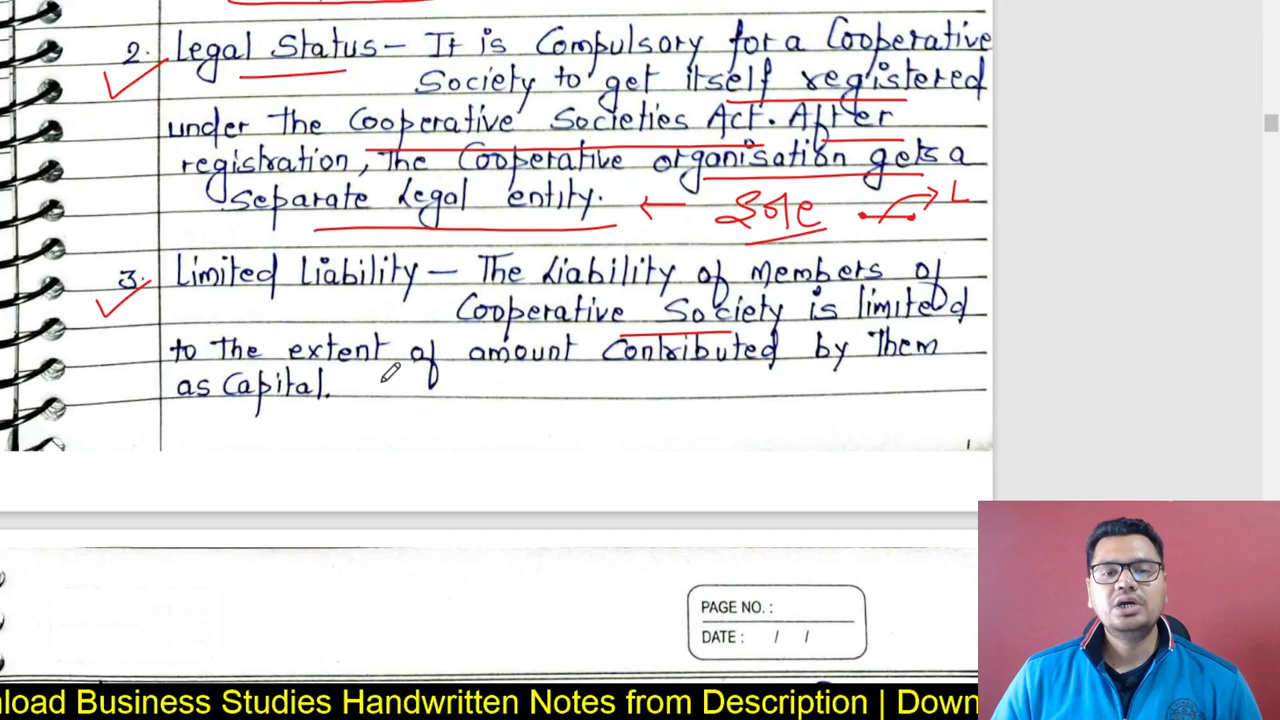 2. Legal Status - It is Compulsory for a Cooperative
Society to get itself registered
under the Cooperative Societies Act. After
registration, the Cooperative organisation gets a
Separate Legal entity. ← Sole L
3. Limited Liability - The Liability of members of
Cooperative Society is limited
to the extent of amount Contributed by them
as Capital.
PAGE NO. :
DATE : / /
nload Business Studies Handwritten Notes from Description | Down